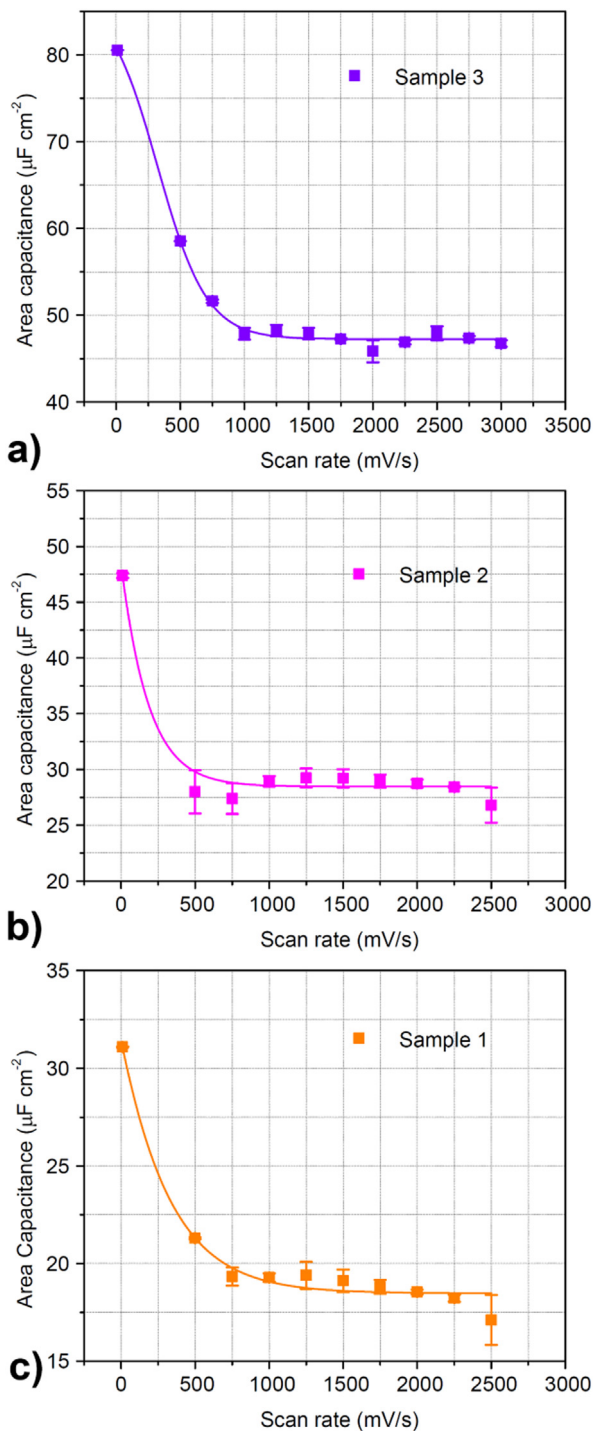 80
70
60
50
40
Area capacitance (μF cm⁻²)
Sample 3
0 500 1000 1500 2000 2500 3000 3500
Scan rate (mV/s)
a)
55
50
45
40
35
30
25
20
Area capacitance (μF cm⁻²)
Sample 2
0 500 1000 1500 2000 2500 3000
Scan rate (mV/s)
b)
35
30
25
20
15
Area Capacitance (μF cm⁻²)
Sample 1
0 500 1000 1500 2000 2500 3000
Scan rate (mV/s)
c)